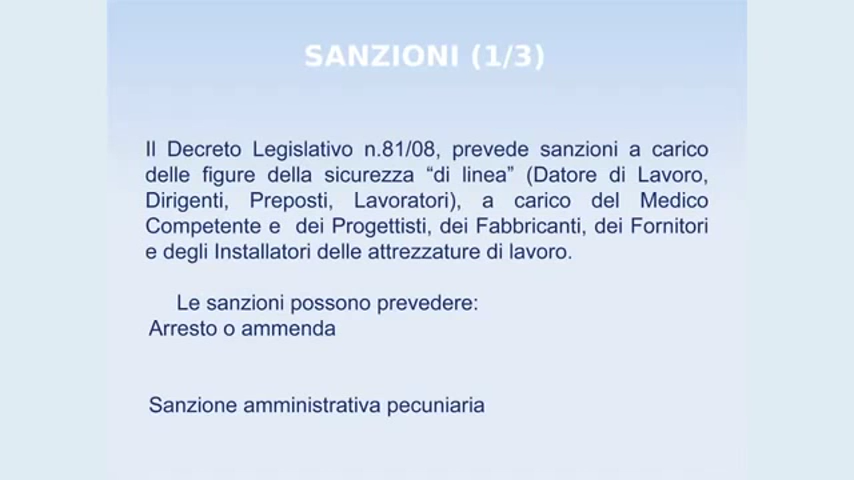 SANZIONI (1/3)
Il Decreto Legislativo n.81/08, prevede sanzioni a carico
delle figure della sicurezza “di linea” (Datore di Lavoro,
Dirigenti, Preposti, Lavoratori), a carico del Medico
Competente e dei Progettisti, dei Fabbricanti, dei Fornitori
e degli Installatori delle attrezzature di lavoro.
Le sanzioni possono prevedere:
Arresto o ammenda
Sanzione amministrativa pecuniaria